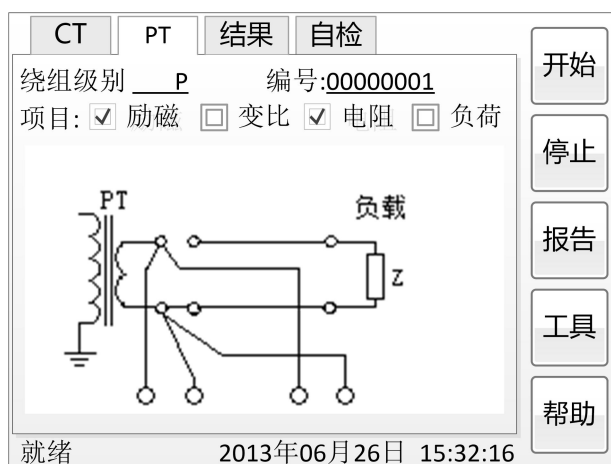 CT PT 结果 自检
绕组级别 P 编号:00000001
项目: 励磁 变比 电阻 负荷
PT
负载
Z
就绪 2013年06月26日 15:32:16
开始
停止
报告
工具
帮助